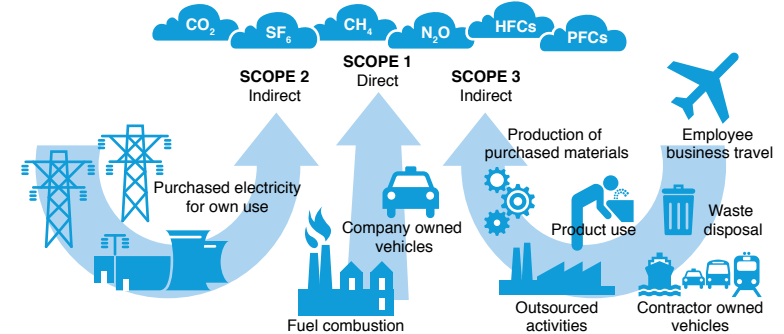 CO₂
SF₆
CH₄
N₂O
HFCs
PFCs
SCOPE 2
Indirect
SCOPE 1
Direct
SCOPE 3
Indirect
Purchased electricity
for own use
Company owned
vehicles
Fuel combustion
Production of
purchased materials
Product use
Outsourced
activities
Employee
business travel
Waste
disposal
Contractor owned
vehicles